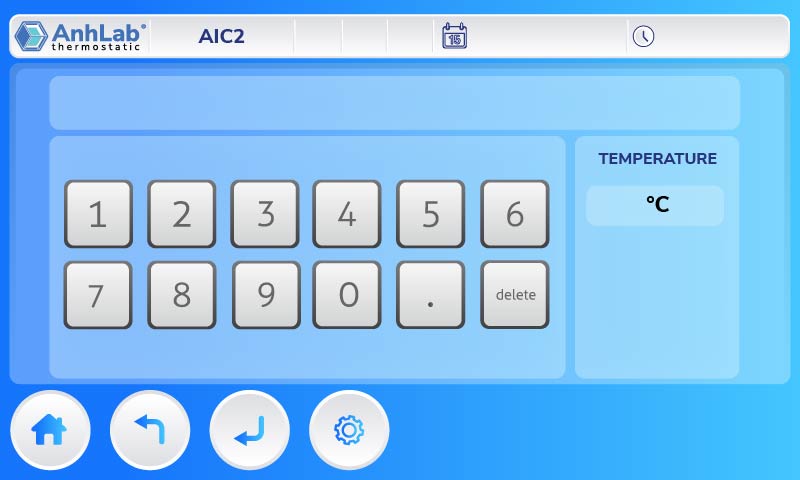 AnhLab®
thermostatic
AIC2
15
TEMPERATURE
°C
1 2 3 4 5 6
7 8 9 0 . delete